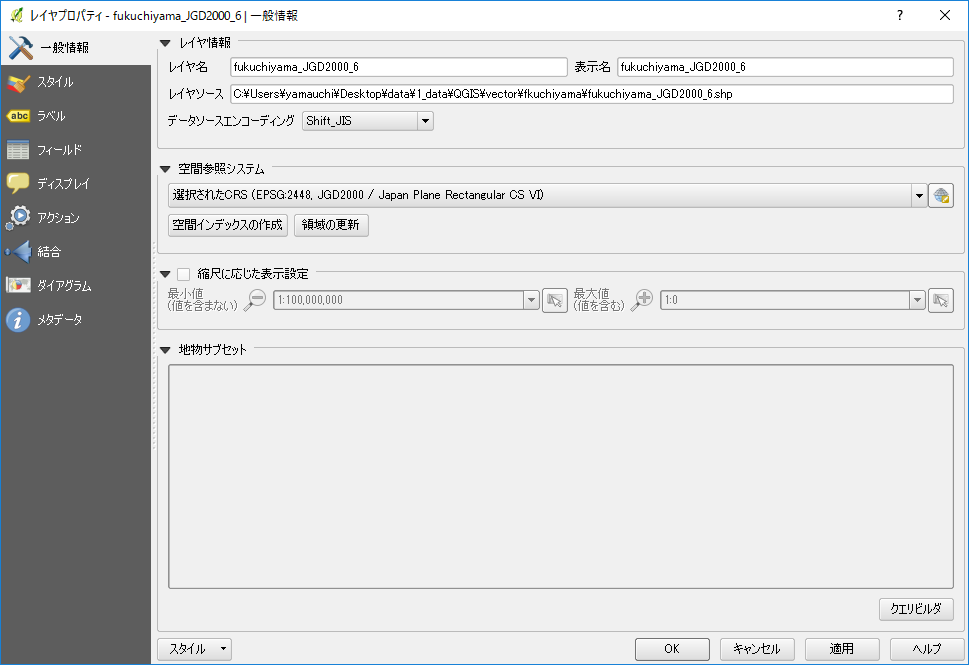 レイヤプロパティ - fukuchiyama_JGD2000_6 | 一般情報
?
一般情報
スタイル
abc ラベル
フィールド
ディスプレイ
アクション
結合
ダイアグラム
i メタデータ
レイヤ情報
レイヤ名 fukuchiyama_JGD2000_6 表示名 fukuchiyama_JGD2000_6
レイヤソース C:¥Users¥yamauchi¥Desktop¥data¥1_data¥QGIS¥vector¥fkuchiyama¥fukuchiyama_JGD2000_6.shp
データソースエンコーディング Shift_JIS
空間参照システム
選択されたCRS (EPSG:2448, JGD2000 / Japan Plane Rectangular CS VI)
空間インデックスの作成 領域の更新
縮尺に応じた表示設定
最小値
(値を含まない) 1:100,000,000
最大値
(値を含む) 1:0
地物サブセット
クエリビルダ
スタイル OK キャンセル 適用 ヘルプ